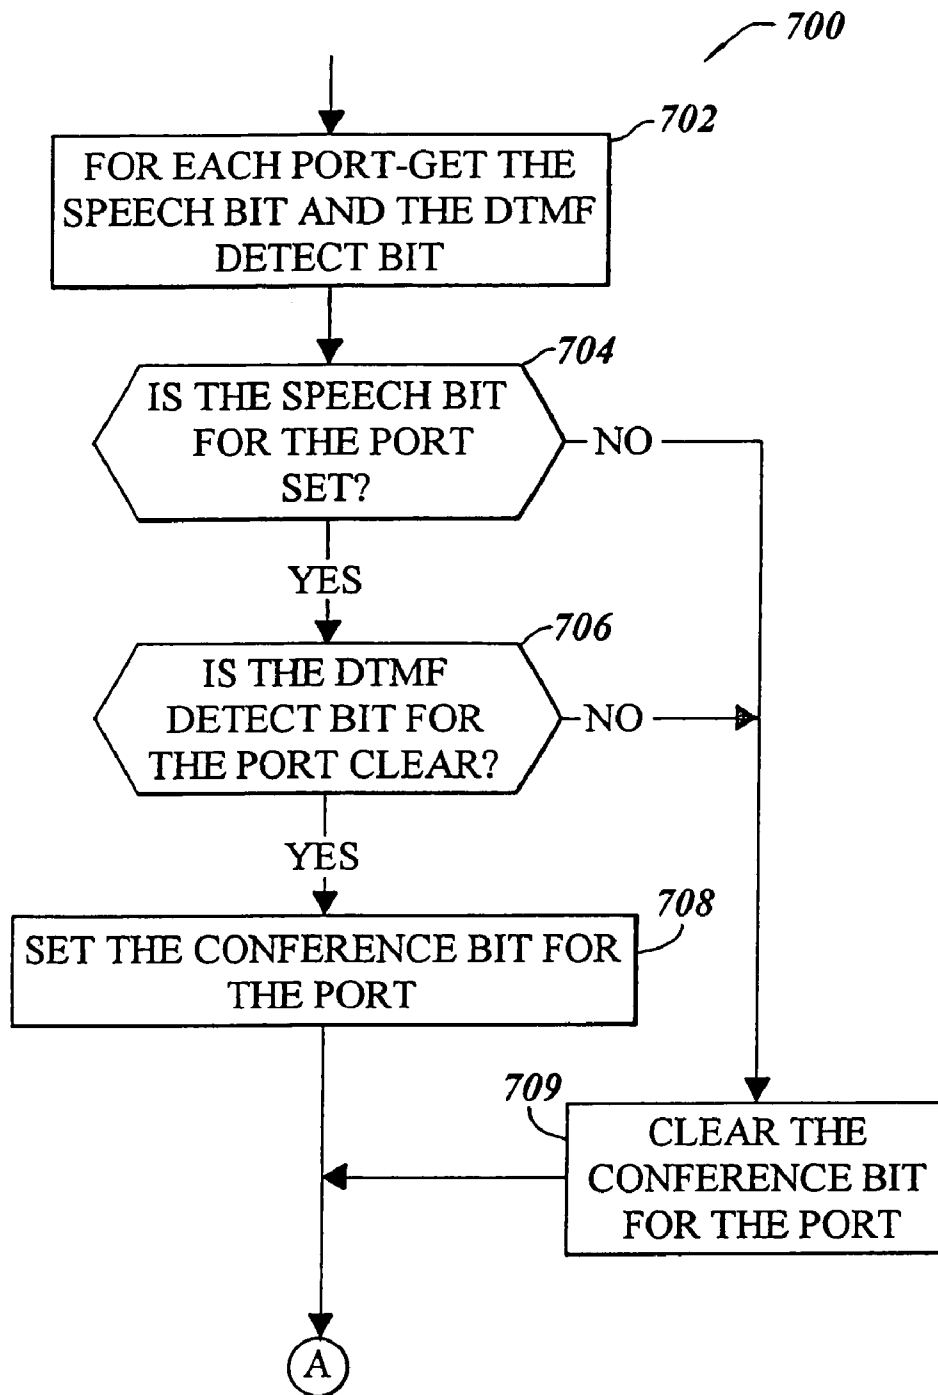 700
702
FOR EACH PORT-GET THE
SPEECH BIT AND THE DTMF
DETECT BIT
704
IS THE SPEECH BIT
FOR THE PORT
SET?
NO
YES
706
IS THE DTMF
DETECT BIT FOR
THE PORT CLEAR?
NO
YES
708
SET THE CONFERENCE BIT FOR
THE PORT
709
CLEAR THE
CONFERENCE BIT
FOR THE PORT
A